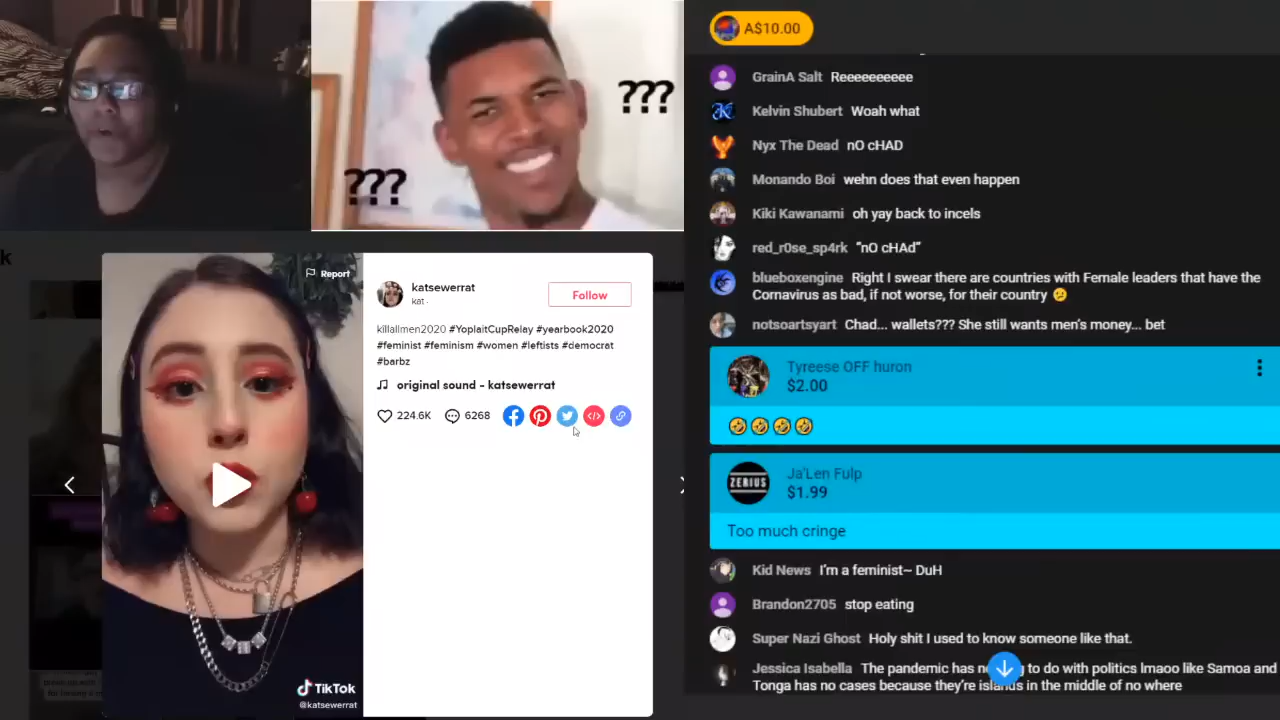 ???
???
k
Report
katsewerrat
kat ·
Follow
killallmen2020 #YoplaitCupRelay #yearbook2020
#feminist #feminism #women #leftists #democrat
#barbz
original sound - katsewerrat
224.6K
6268
TikTok
@katsewerrat
A$10.00
GrainA Salt Reeeeeeeeee
Kelvin Shubert Woah what
Nyx The Dead nO cHAD
Monando Boi wehn does that even happen
Kiki Kawanami oh yay back to incels
red_r0se_sp4rk “nO cHAd”
blueboxengine Right I swear there are countries with Female leaders that have the
Cornavirus as bad, if not worse, for their country 😕
notsoartsyart Chad... wallets??? She still wants men's money... bet
Tyreese OFF huron
$2.00
🤣🤣🤣🤣
ZERIUS
Ja'Len Fulp
$1.99
Too much cringe
Kid News I'm a feminist~ DuH
Brandon2705 stop eating
Super Nazi Ghost Holy shit I used to know someone like that.
Jessica Isabella The pandemic has to do with politics lmaoo like Samoa and
Tonga has no cases because they're islands in the middle of no where